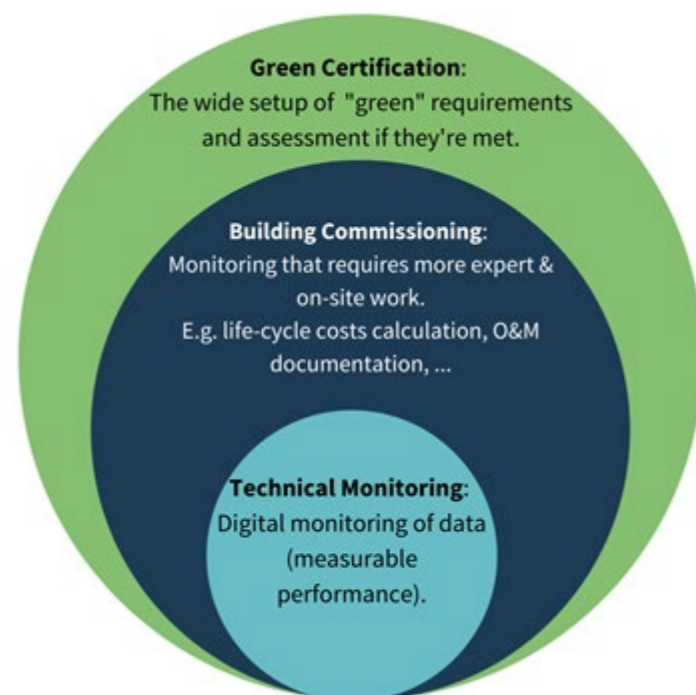 Green Certification:
The wide setup of "green" requirements
and assessment if they're met.
Building Commissioning:
Monitoring that requires more expert &
on-site work.
E.g. life-cycle costs calculation, O&M
documentation, ...
Technical Monitoring:
Digital monitoring of data
(measurable
performance).